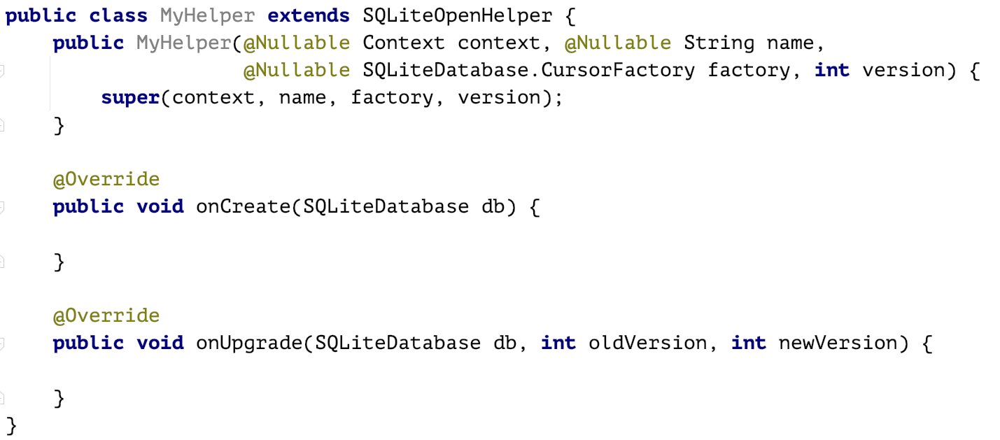 public class MyHelper extends SQLiteOpenHelper {
    public MyHelper(@Nullable Context context, @Nullable String name,
                    @Nullable SQLiteDatabase.CursorFactory factory, int version) {
        super(context, name, factory, version);
    }

    @Override
    public void onCreate(SQLiteDatabase db) {

    }

    @Override
    public void onUpgrade(SQLiteDatabase db, int oldVersion, int newVersion) {

    }
}